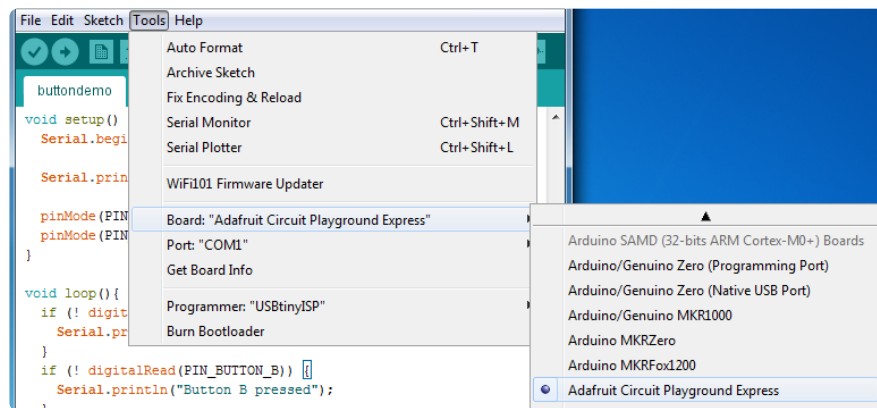 File Edit Sketch Tools Help
Auto Format Ctrl+T
Archive Sketch
Fix Encoding & Reload
Serial Monitor Ctrl+Shift+M
Serial Plotter Ctrl+Shift+L
WiFi101 Firmware Updater
Board: "Adafruit Circuit Playground Express"
Port: "COM1"
Get Board Info
Programmer: "USBtinyISP"
Burn Bootloader
buttondemo
void setup()
Serial.begi
Serial.prin
pinMode(PIN
pinMode(PIN
}
void loop(){
if (! digit
Serial.pr
}
if (! digitalRead(PIN_BUTTON_B)) {
Serial.println("Button B pressed");
Arduino SAMD (32-bits ARM Cortex-M0+) Boards
Arduino/Genuino Zero (Programming Port)
Arduino/Genuino Zero (Native USB Port)
Arduino/Genuino MKR1000
Arduino MKRZero
Arduino MKRFox1200
Adafruit Circuit Playground Express